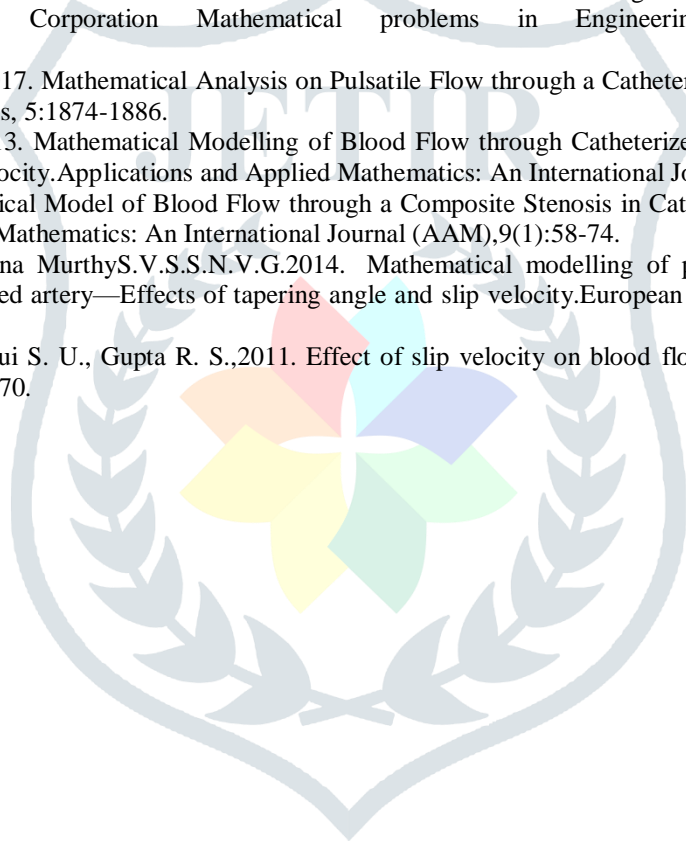 Corporation Mathematical problems in Engineerin
17. Mathematical Analysis on Pulsatile Flow through a Catheter
s, 5:1874-1886.
3. Mathematical Modelling of Blood Flow through Catheterize
ocity.Applications and Applied Mathematics: An International Jo
ical Model of Blood Flow through a Composite Stenosis in Cat
Mathematics: An International Journal (AAM),9(1):58-74.
na MurthyS.V.S.S.N.V.G.2014. Mathematical modelling of p
ed artery—Effects of tapering angle and slip velocity.European
ui S. U., Gupta R. S.,2011. Effect of slip velocity on blood flo
70.
JETIR